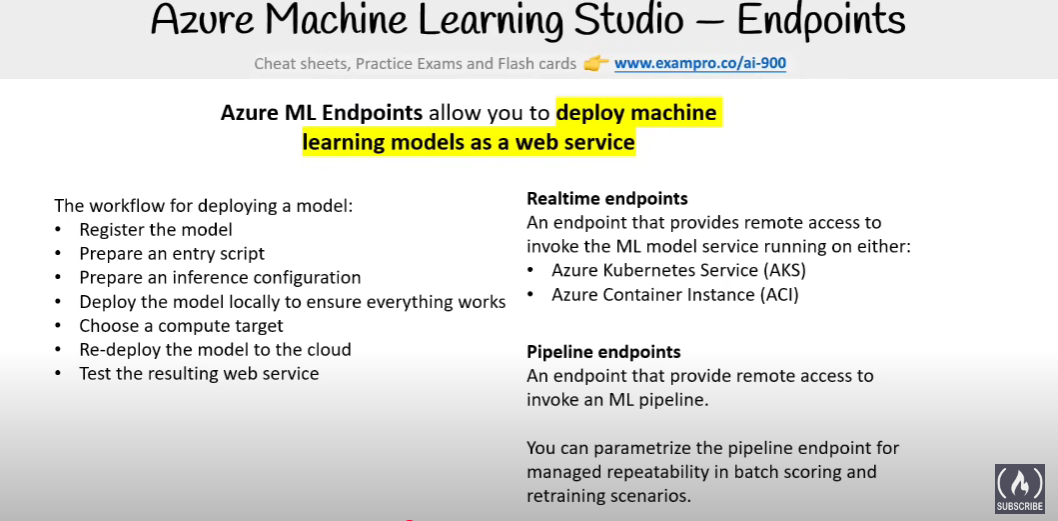 Azure Machine Learning Studio – Endpoints
Cheat sheets, Practice Exams and Flash cards 👉 www.exampro.co/ai-900
Azure ML Endpoints allow you to deploy machine
learning models as a web service
The workflow for deploying a model:
• Register the model
• Prepare an entry script
• Prepare an inference configuration
• Deploy the model locally to ensure everything works
• Choose a compute target
• Re-deploy the model to the cloud
• Test the resulting web service
Realtime endpoints
An endpoint that provides remote access to
invoke the ML model service running on either:
• Azure Kubernetes Service (AKS)
• Azure Container Instance (ACI)
Pipeline endpoints
An endpoint that provide remote access to
invoke an ML pipeline.
You can parametrize the pipeline endpoint for
managed repeatability in batch scoring and
retraining scenarios.
SUBSCRIBE